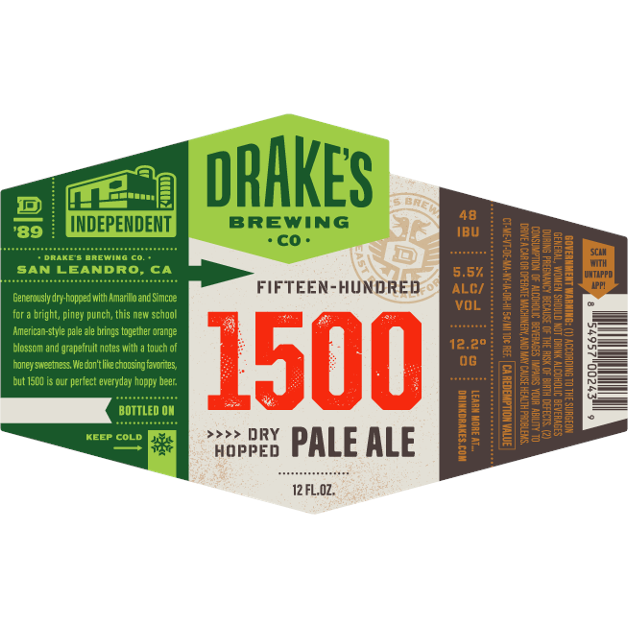 D
'89
INDEPENDENT
· DRAKE'S BREWING CO. ·
SAN LEANDRO, CA
Generously dry-hopped with Amarillo and Simcoe
for a bright, piney punch, this new school
American-style pale ale brings together orange
blossom and grapefruit notes with a touch of
honey sweetness. We don't like choosing favorites,
but 1500 is our perfect everyday hoppy beer.
BOTTLED ON
KEEP COLD
DRAKE'S
BREWING
· CO ·
FIFTEEN-HUNDRED
1500
>>>> DRY
HOPPED
PALE ALE
12 FL.OZ.
48
IBU
5.5%
ALC/
VOL
12.2°
OG
LEARN MORE AT...
DRINKDRAKES.COM
GOVERNMENT WARNING: (1) ACCORDING TO THE SURGEON
GENERAL, WOMEN SHOULD NOT DRINK ALCOHOLIC BEVERAGES
DURING PREGNANCY BECAUSE OF THE RISK OF BIRTH DEFECTS. (2)
CONSUMPTION OF ALCOHOLIC BEVERAGES IMPAIRS YOUR ABILITY TO
DRIVE A CAR OR OPERATE MACHINERY, AND MAY CAUSE HEALTH PROBLEMS.
CA REDEMPTION VALUE
SCAN
WITH
UNTAPPD
APP!
8 54957 00243 9